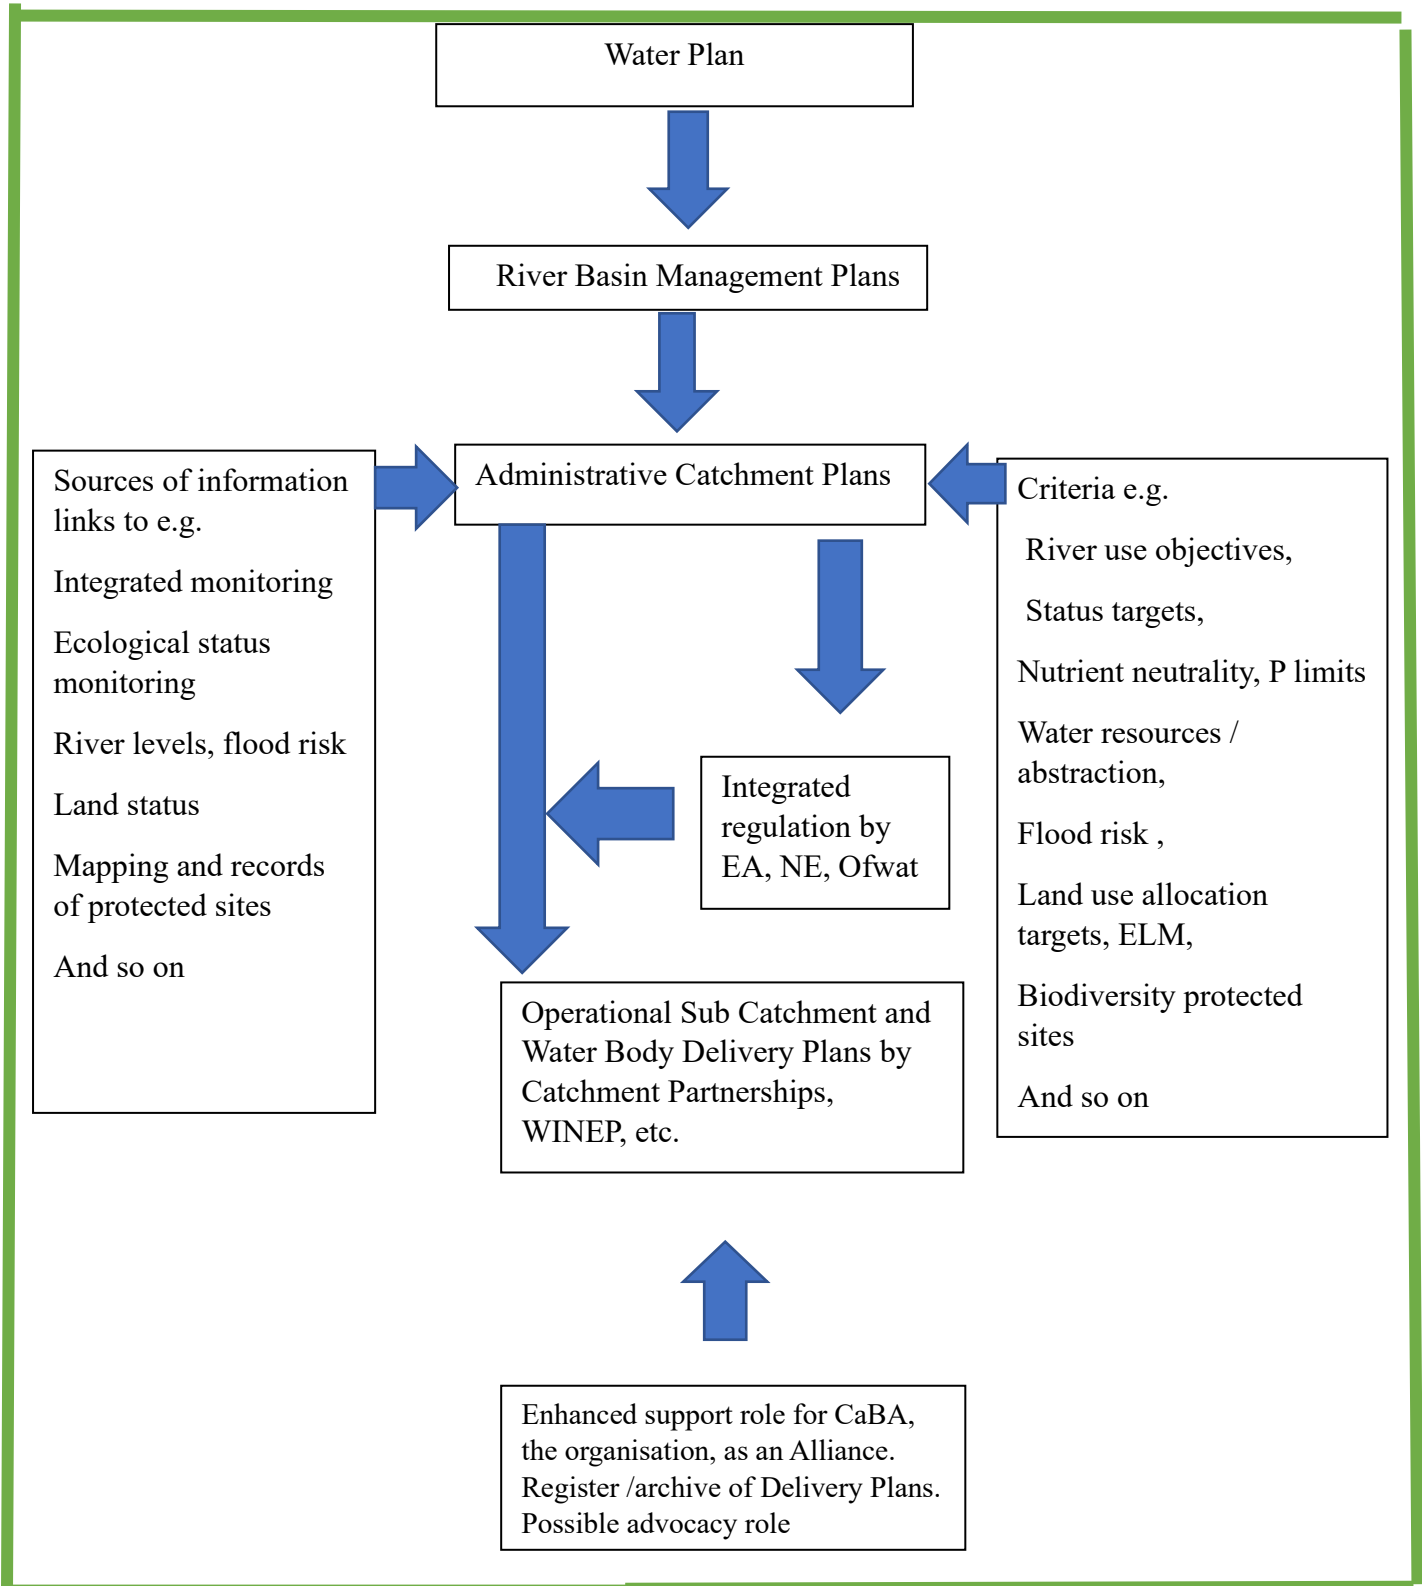 Water Plan
River Basin Management Plans
Administrative Catchment Plans
Sources of information
links to e.g.
Integrated monitoring
Ecological status
monitoring
River levels, flood risk
Land status
Mapping and records
of protected sites
And so on
Criteria e.g.
River use objectives,
Status targets,
Nutrient neutrality, P limits
Water resources /
abstraction,
Flood risk ,
Land use allocation
targets, ELM,
Biodiversity protected
sites
And so on
Integrated
regulation by
EA, NE, Ofwat
Operational Sub Catchment and
Water Body Delivery Plans by
Catchment Partnerships,
WINEP, etc.
Enhanced support role for CaBA,
the organisation, as an Alliance.
Register /archive of Delivery Plans.
Possible advocacy role